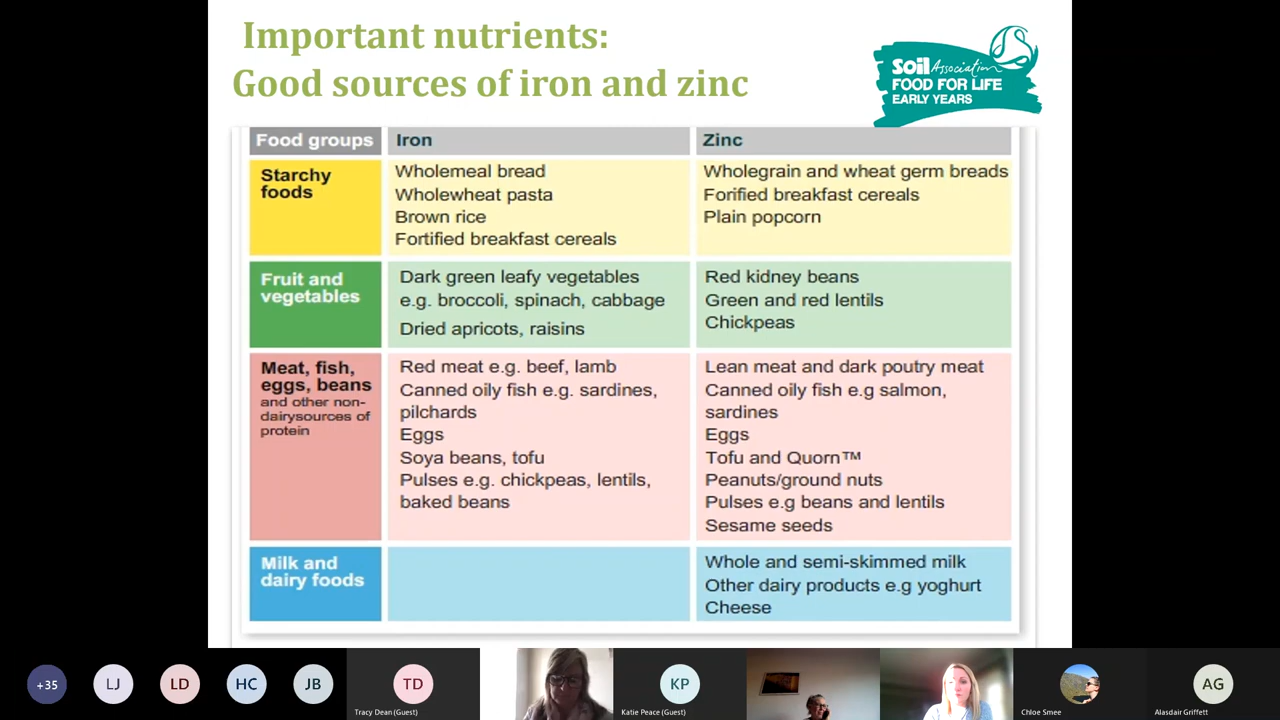 Important nutrients:
Good sources of iron and zinc
Soil Association
FOOD FOR LIFE
EARLY YEARS
Food groups
Iron
Zinc
Starchy
foods
Wholemeal bread
Wholewheat pasta
Brown rice
Fortified breakfast cereals
Wholegrain and wheat germ breads
Forified breakfast cereals
Plain popcorn
Fruit and
vegetables
Dark green leafy vegetables
e.g. broccoli, spinach, cabbage
Dried apricots, raisins
Red kidney beans
Green and red lentils
Chickpeas
Meat, fish,
eggs, beans
and other non-
dairysources of
protein
Red meat e.g. beef, lamb
Canned oily fish e.g. sardines,
pilchards
Eggs
Soya beans, tofu
Pulses e.g. chickpeas, lentils,
baked beans
Lean meat and dark poutry meat
Canned oily fish e.g salmon,
sardines
Eggs
Tofu and Quorn™
Peanuts/ground nuts
Pulses e.g beans and lentils
Sesame seeds
Milk and
dairy foods
Whole and semi-skimmed milk
Other dairy products e.g yoghurt
Cheese
+35
LJ
LD
HC
JB
TD
Tracy Dean (Guest)
KP
Katie Peace (Guest)
Chloe Smee
AG
Alasdair Griffett